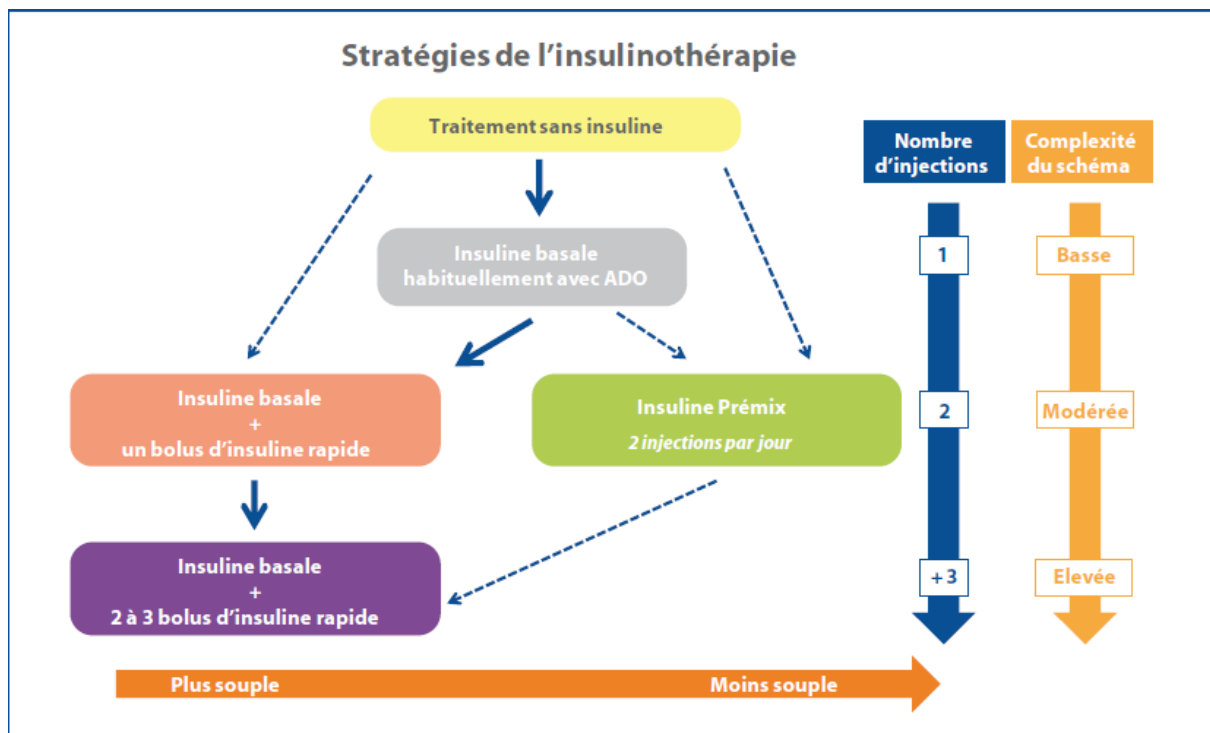 Stratégies de l'insulinothérapie
Traitement sans insuline
Nombre
d'injections
Complexité
du schéma
Insuline basale
habituellement avec ADO
1
Basse
Insuline basale
+
un bolus d'insuline rapide
Insuline Prémix
2 injections par jour
2
Modérée
Insuline basale
+
2 à 3 bolus d'insuline rapide
+ 3
Elevée
Plus souple
Moins souple